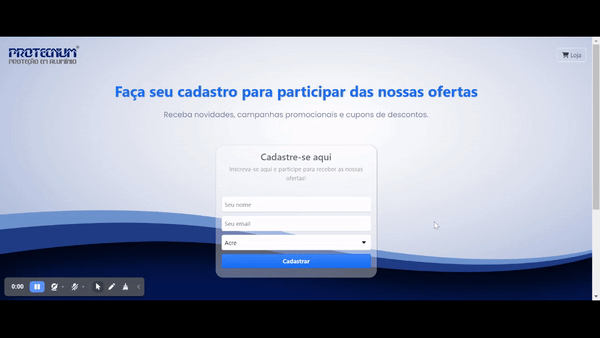 PROTECNUM®
PROTEÇÃO EM ALUMÍNIO
Loja
Faça seu cadastro para participar das nossas ofertas
Receba novidades, campanhas promocionais e cupons de descontos.
Cadastre-se aqui
Inscreva-se aqui e participe para receber as nossas
ofertas!
Seu nome
Seu email
Acre
Cadastrar
0:00